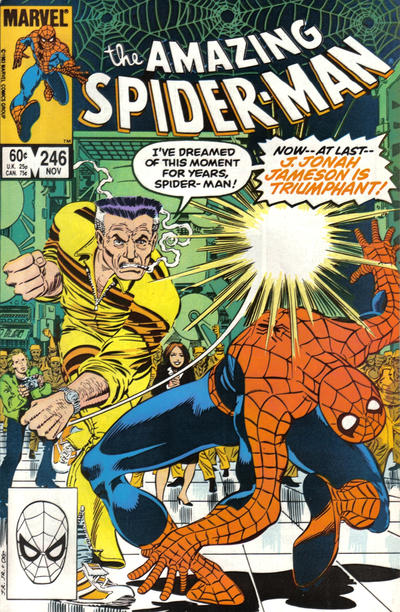 MARVEL®
the AMAZING
SPIDER-MAN
TM
60¢
U.K. 25p
CAN. 75¢
246
NOV
I'VE DREAMED
OF THIS MOMENT
FOR YEARS,
SPIDER-MAN!
NOW--AT LAST--
J. JONAH
JAMESON IS
TRIUMPHANT!